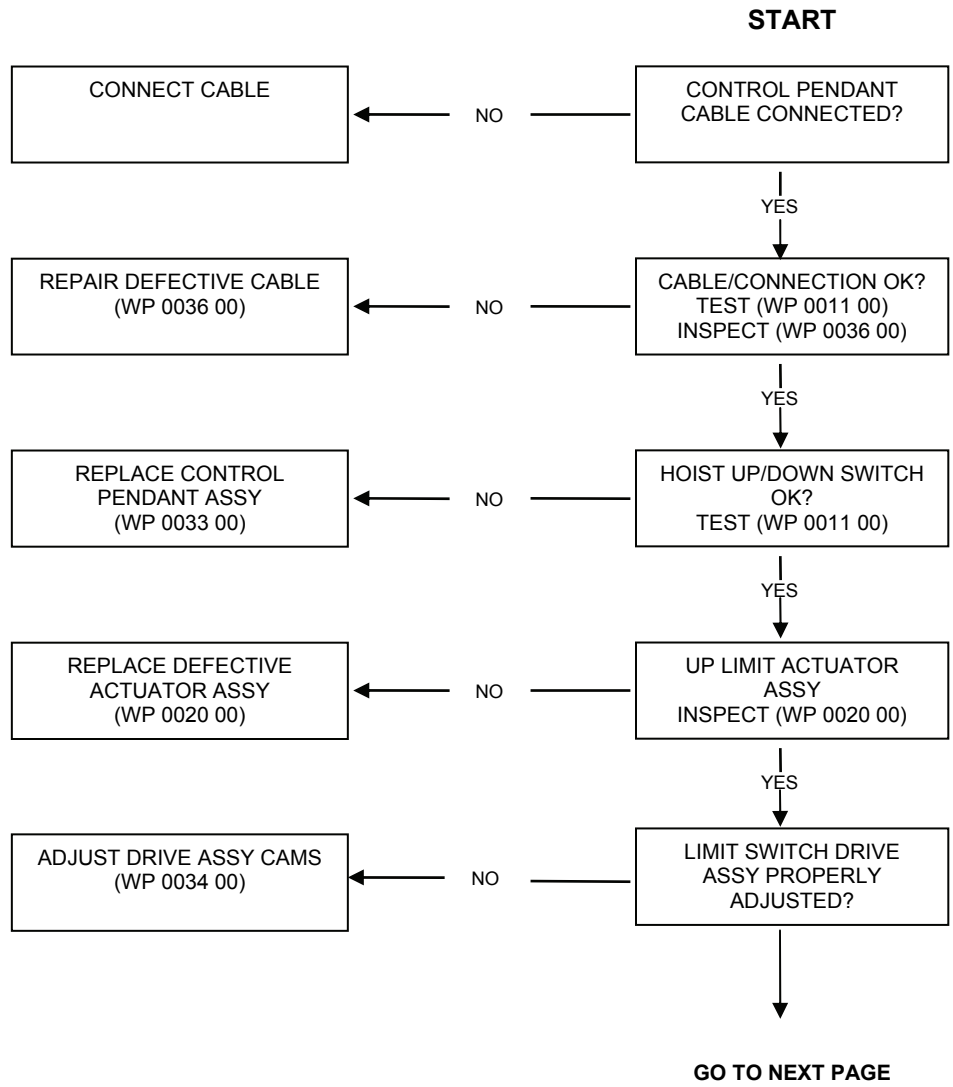 START
CONNECT CABLE
NO
CONTROL PENDANT
CABLE CONNECTED?
YES
REPAIR DEFECTIVE CABLE
(WP 0036 00)
NO
CABLE/CONNECTION OK?
TEST (WP 0011 00)
INSPECT (WP 0036 00)
YES
REPLACE CONTROL
PENDANT ASSY
(WP 0033 00)
NO
HOIST UP/DOWN SWITCH
OK?
TEST (WP 0011 00)
YES
REPLACE DEFECTIVE
ACTUATOR ASSY
(WP 0020 00)
NO
UP LIMIT ACTUATOR
ASSY
INSPECT (WP 0020 00)
YES
ADJUST DRIVE ASSY CAMS
(WP 0034 00)
NO
LIMIT SWITCH DRIVE
ASSY PROPERLY
ADJUSTED?
GO TO NEXT PAGE